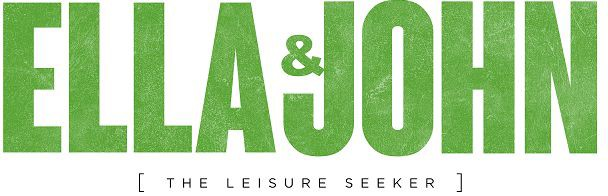 ELLA & JOHN
[ THE LEISURE SEEKER ]